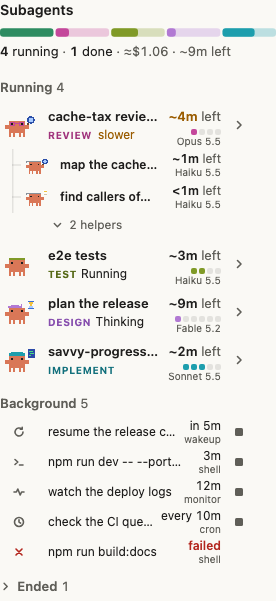 Subagents
4 running · 1 done · ≈$1.06 · ~9m left
Running 4
cache-tax revie... ~4m left
REVIEW slower Opus 5.5
map the cache... ~1m left
Haiku 5.5
find callers of... <1m left
Haiku 5.5
2 helpers
e2e tests ~3m left
TEST Running Haiku 5.5
plan the release ~9m left
DESIGN Thinking Fable 5.2
savvy-progress... ~2m left
IMPLEMENT Sonnet 5.5
Background 5
resume the release c... in 5m
wakeup
npm run dev -- --port... 3m
shell
watch the deploy logs 12m
monitor
check the CI que... every 10m
cron
npm run build:docs failed
shell
Ended 1